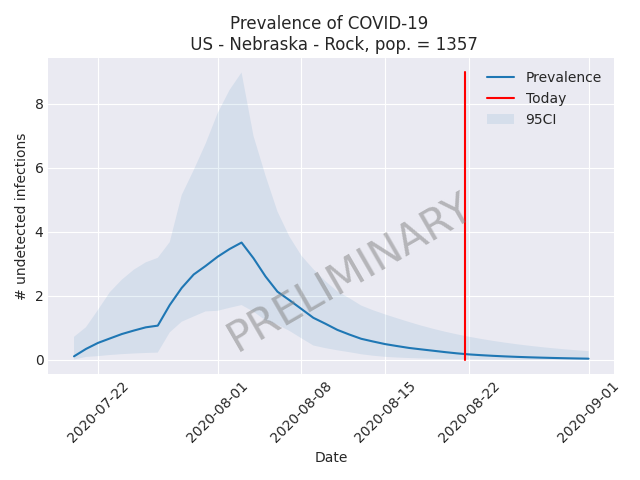 Prevalence of COVID-19
US - Nebraska - Rock, pop. = 1357
Prevalence
Today
95CI
8
6
4
2
0
# undetected infections
PRELIMINARY
2020-07-22
2020-08-01
2020-08-08
2020-08-15
2020-08-22
2020-09-01
Date